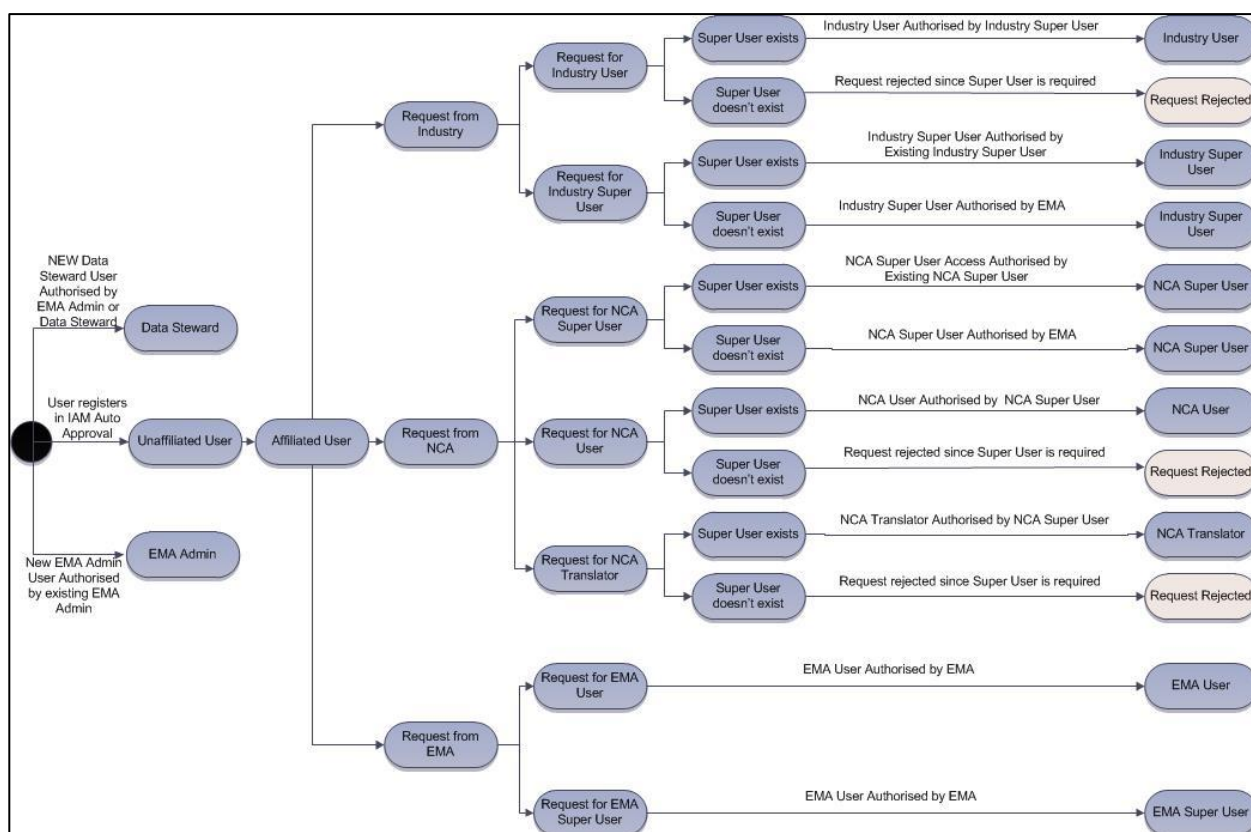 NEW Data
Steward User
Authorised by
EMA Admin or
Data Steward
Data Steward
User registers
in IAM Auto
Approval
Unaffiliated User
Affiliated User
EMA Admin
New EMA Admin
User Authorised
by existing EMA
Admin
Request from
Industry
Request for
Industry User
Super User exists
Industry User Authorised by Industry Super User
Industry User
Super User
doesn't exist
Request rejected since Super User is required
Request Rejected
Request for
Industry Super
User
Super User exists
Industry Super User Authorised by
Existing Industry Super User
Industry Super
User
Super User
doesn't exist
Industry Super User Authorised by EMA
Industry Super
User
Request from
NCA
Request for NCA
Super User
Super User exists
NCA Super User Access Authorised by
Existing NCA Super User
NCA Super User
Super User
doesn't exist
NCA Super User Authorised by EMA
NCA Super User
Request for NCA
User
Super User exists
NCA User Authorised by NCA Super User
NCA User
Super User
doesn't exist
Request rejected since Super User is required
Request Rejected
Request for NCA
Translator
Super User exists
NCA Translator Authorised by NCA Super User
NCA Translator
Super User
doesn't exist
Request rejected since Super User is required
Request Rejected
Request from
EMA
Request for EMA
User
EMA User Authorised by EMA
EMA User
Request for EMA
Super User
EMA User Authorised by EMA
EMA Super User